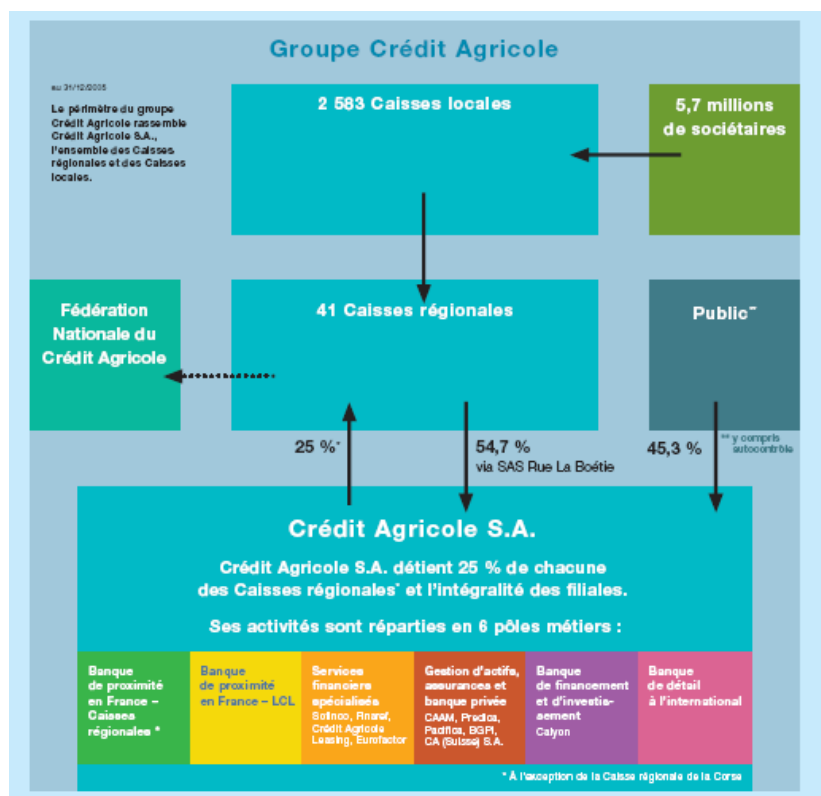 Groupe Crédit Agricole
au 31/12/2005
Le périmètre du groupe
Crédit Agricole rassemble
Crédit Agricole S.A.,
l'ensemble des Caisses
régionales et des Caisses
locales.
2 583 Caisses locales
5,7 millions
de sociétaires
Fédération
Nationale du
Crédit Agricole
41 Caisses régionales
Public**
25 %*
54,7 %
via SAS Rue La Boétie
45,3 %
** y compris
autocontrôle
Crédit Agricole S.A.
Crédit Agricole S.A. détient 25 % de chacune
des Caisses régionales* et l'intégralité des filiales.
Ses activités sont réparties en 6 pôles métiers :
Banque
de proximité
en France –
Caisses
régionales *
Banque
de proximité
en France – LCL
Services
financiers
spécialisés
Sofinco, Finaref,
Crédit Agricole
Leasing, Eurofactor
Gestion d'actifs,
assurances et
banque privée
CAAM, Predica,
Pacifica, BGPI,
CA (Suisse) S.A.
Banque
de financement
et d'investis-
sement
Calyon
Banque
de détail
à l'international
* À l'exception de la Caisse régionale de la Corse